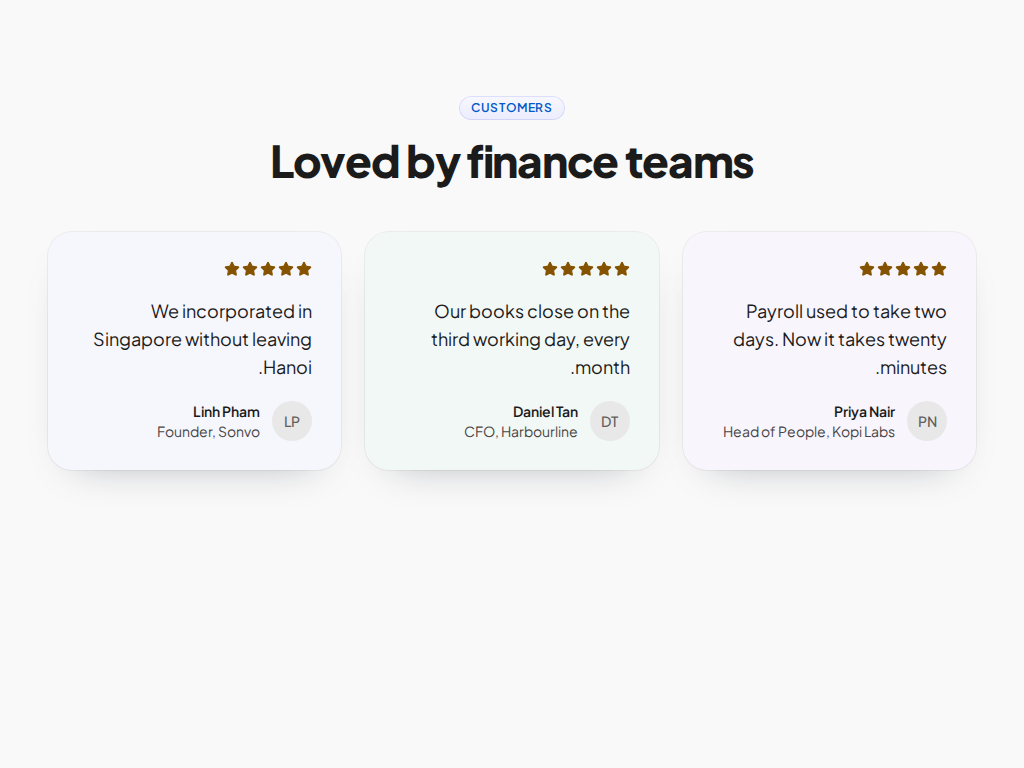 CUSTOMERS
Loved by finance teams
We incorporated in
Singapore without leaving
.Hanoi
LP
Linh Pham
Founder, Sonvo
Our books close on the
third working day, every
.month
DT
Daniel Tan
CFO, Harbourline
Payroll used to take two
days. Now it takes twenty
.minutes
PN
Priya Nair
Head of People, Kopi Labs